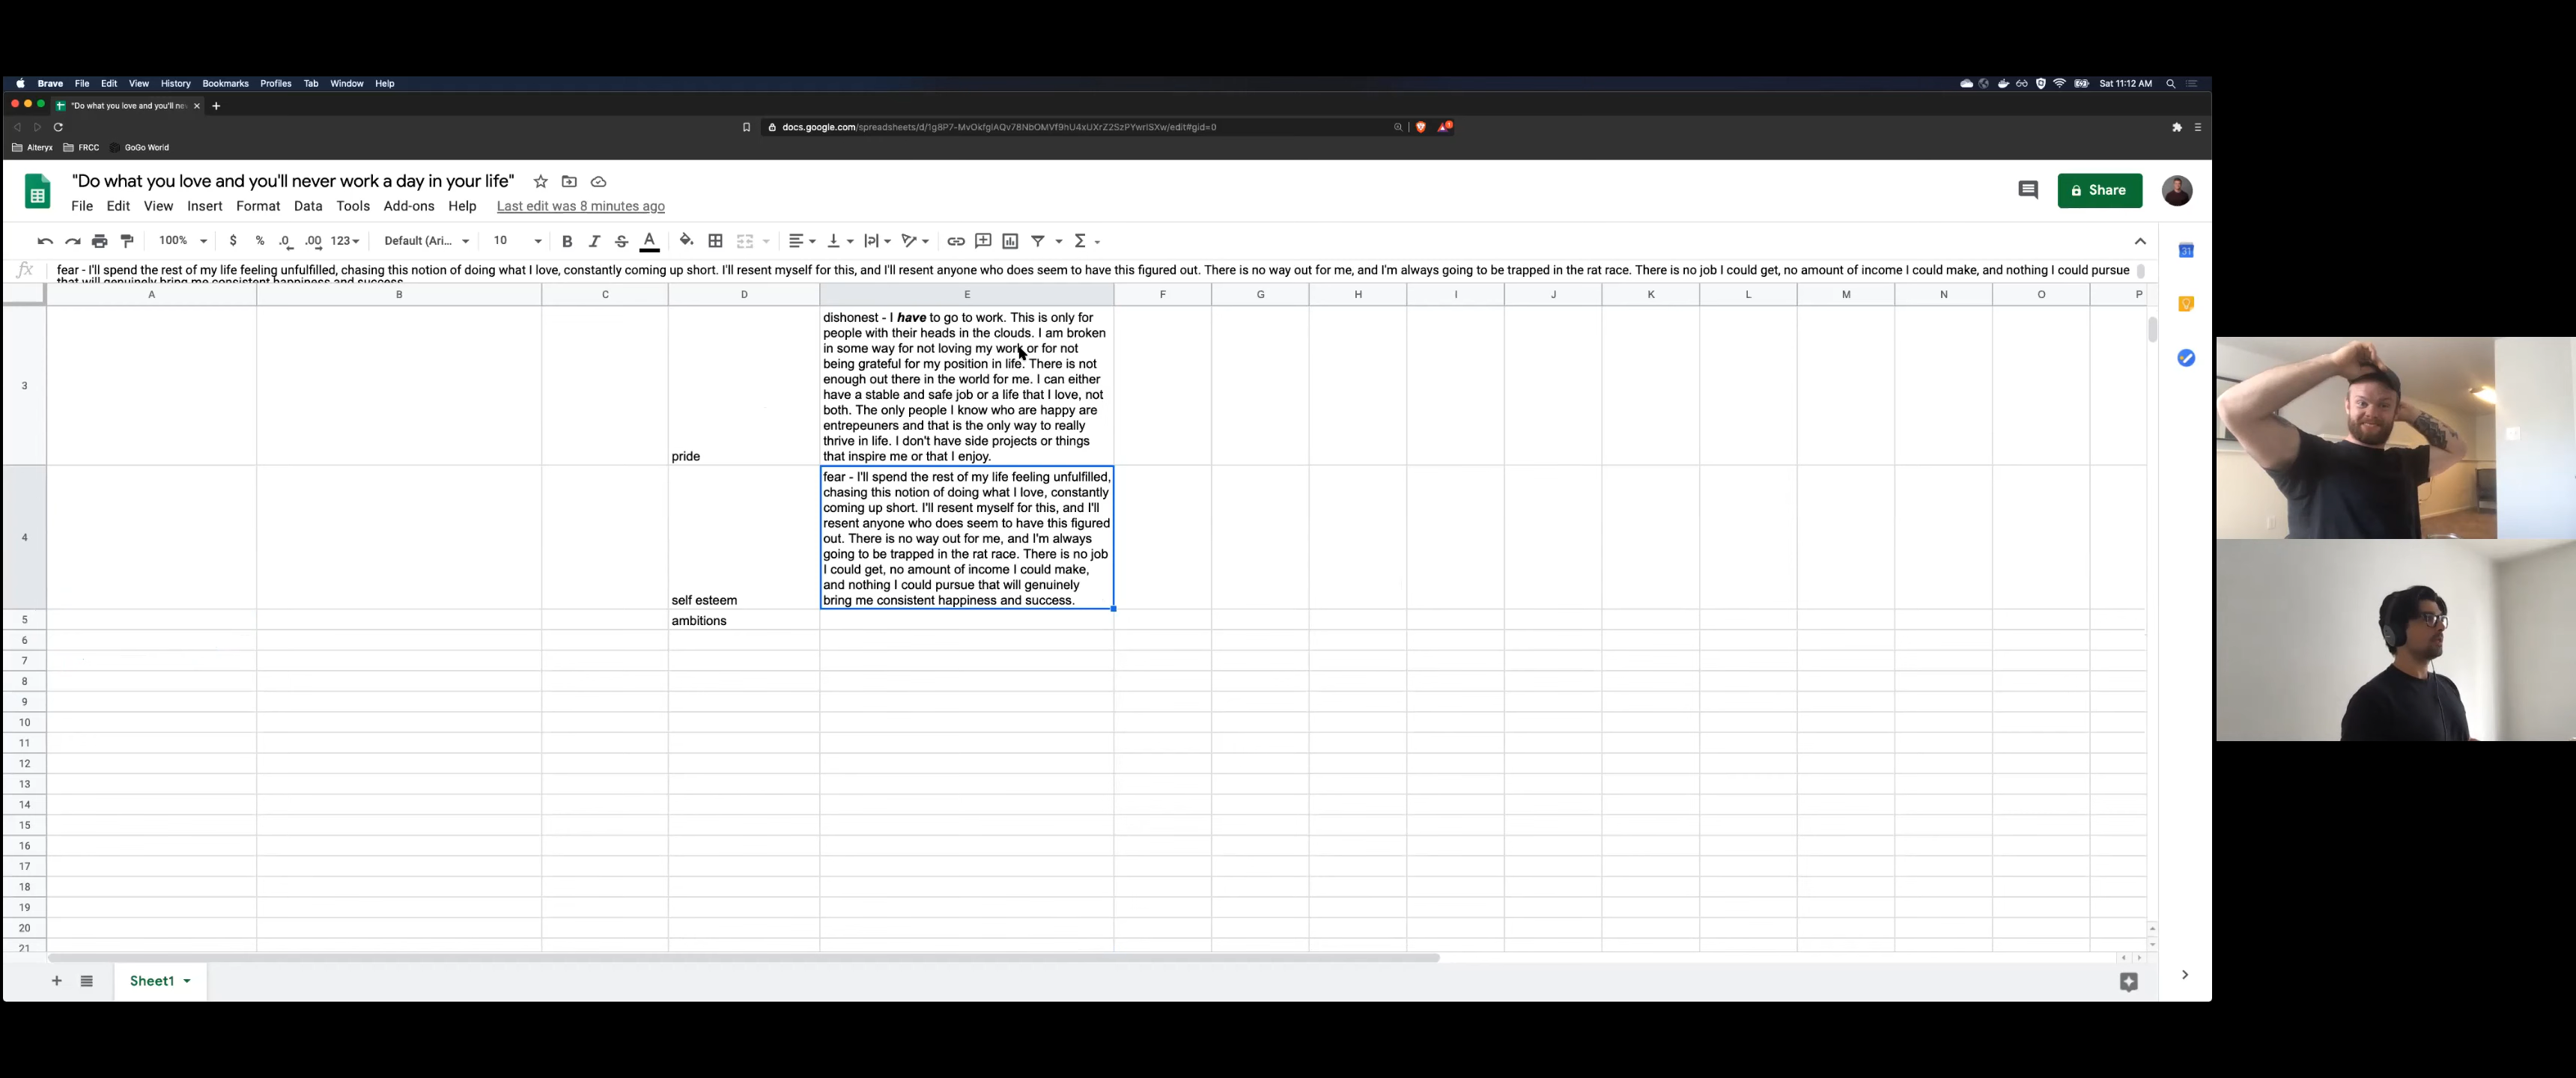 Brave File Edit View History Bookmarks Profiles Tab Window Help
Sat 11:12 AM
"Do what you love and you'll ne
docs.google.com/spreadsheets/d/
/edit#gid=0
Alteryx FRCC GoGo World
"Do what you love and you'll never work a day in your life"
Share
File Edit View Insert Format Data Tools Add-ons Help Last edit was 8 minutes ago
100% $ % .0 .00 123 Default (Ari... 10 B I S A
fx fear - I'll spend the rest of my life feeling unfulfilled, chasing this notion of doing what I love, constantly coming up short. I'll resent myself for this, and I'll resent anyone who does seem to have this figured out. There is no way out for me, and I'm always going to be trapped in the rat race. There is no job I could get, no amount of income I could make, and nothing I could pursue
that will genuinely bring me consistent happiness and success.
A B C D E F G H I J K L M N O P
dishonest - I have to go to work. This is only for
people with their heads in the clouds. I am broken
in some way for not loving my work or for not
being grateful for my position in life. There is not
enough out there in the world for me. I can either
have a stable and safe job or a life that I love, not
both. The only people I know who are happy are
entrepeuners and that is the only way to really
thrive in life. I don't have side projects or things
that inspire me or that I enjoy.
3
pride
fear - I'll spend the rest of my life feeling unfulfilled,
chasing this notion of doing what I love, constantly
coming up short. I'll resent myself for this, and I'll
resent anyone who does seem to have this figured
out. There is no way out for me, and I'm always
going to be trapped in the rat race. There is no job
I could get, no amount of income I could make,
and nothing I could pursue that will genuinely
bring me consistent happiness and success.
4
self esteem
5 ambitions
6
7
8
9
10
11
12
13
14
15
16
17
18
19
20
21
Sheet1